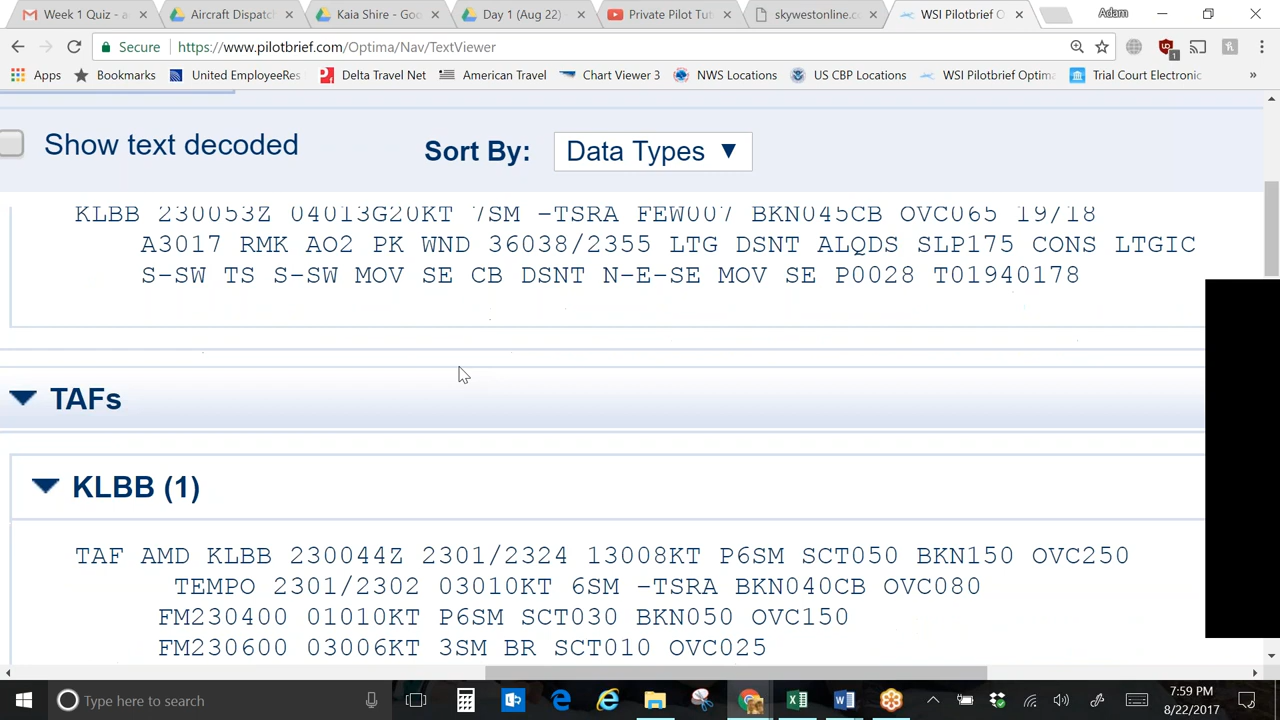 Week 1 Quiz - a
Aircraft Dispatc
Kaia Shire - Goo
Day 1 (Aug 22)
Private Pilot Tut
skywestonline.c
WSI Pilotbrief O
Adam
Secure https://www.pilotbrief.com/Optima/Nav/TextViewer
Apps Bookmarks United EmployeeRes Delta Travel Net American Travel Chart Viewer 3 NWS Locations US CBP Locations WSI Pilotbrief Optima Trial Court Electronic »
Show text decoded Sort By: Data Types
KLBB 230053Z 04013G20KT 7SM -TSRA FEW007 BKN045CB OVC065 19/18
A3017 RMK AO2 PK WND 36038/2355 LTG DSNT ALQDS SLP175 CONS LTGIC
S-SW TS S-SW MOV SE CB DSNT N-E-SE MOV SE P0028 T01940178
TAFs
KLBB (1)
TAF AMD KLBB 230044Z 2301/2324 13008KT P6SM SCT050 BKN150 OVC250
TEMPO 2301/2302 03010KT 6SM -TSRA BKN040CB OVC080
FM230400 01010KT P6SM SCT030 BKN050 OVC150
FM230600 03006KT 3SM BR SCT010 OVC025
Type here to search
7:59 PM
8/22/2017